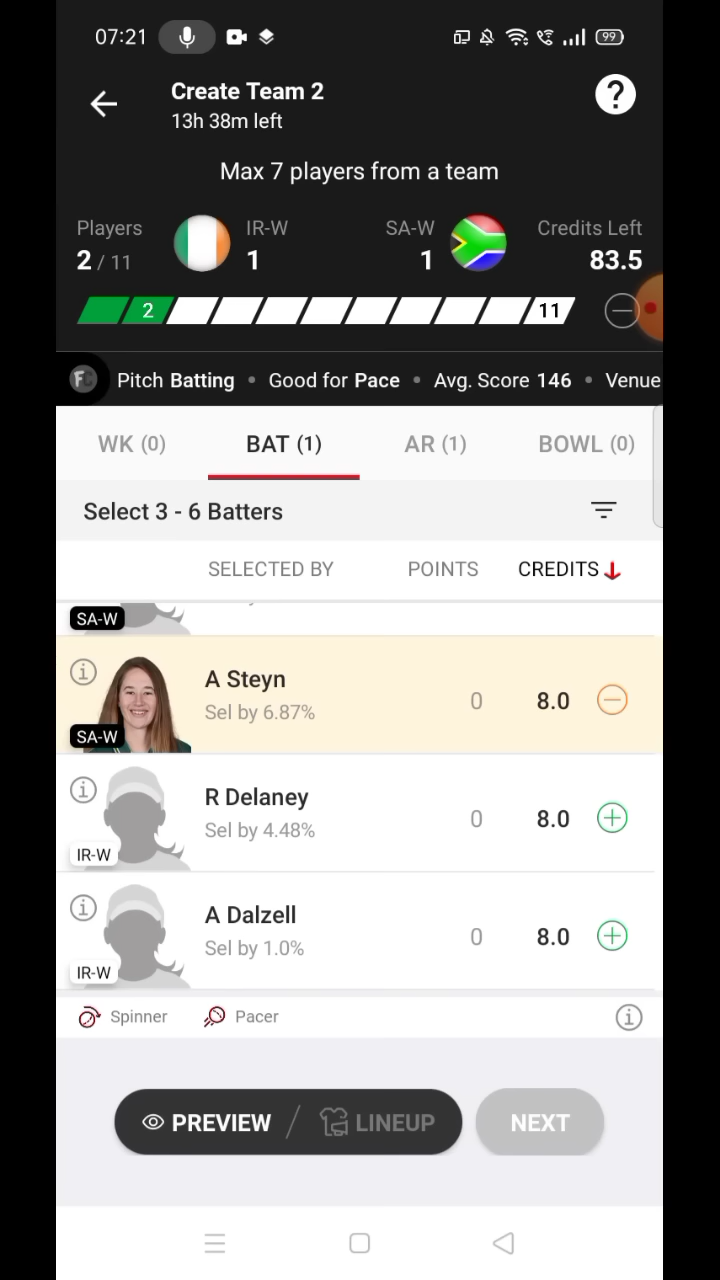 07:21
99
Create Team 2
13h 38m left
?
Max 7 players from a team
Players
2 / 11
IR-W
1
SA-W
1
Credits Left
83.5
2
11
FC Pitch Batting • Good for Pace • Avg. Score 146 • Venue
WK (0)
BAT (1)
AR (1)
BOWL (0)
Select 3 - 6 Batters
SELECTED BY
POINTS
CREDITS
SA-W
A Steyn
Sel by 6.87%
0
8.0
SA-W
R Delaney
Sel by 4.48%
0
8.0
IR-W
A Dalzell
Sel by 1.0%
0
8.0
IR-W
Spinner
Pacer
PREVIEW / LINEUP
NEXT